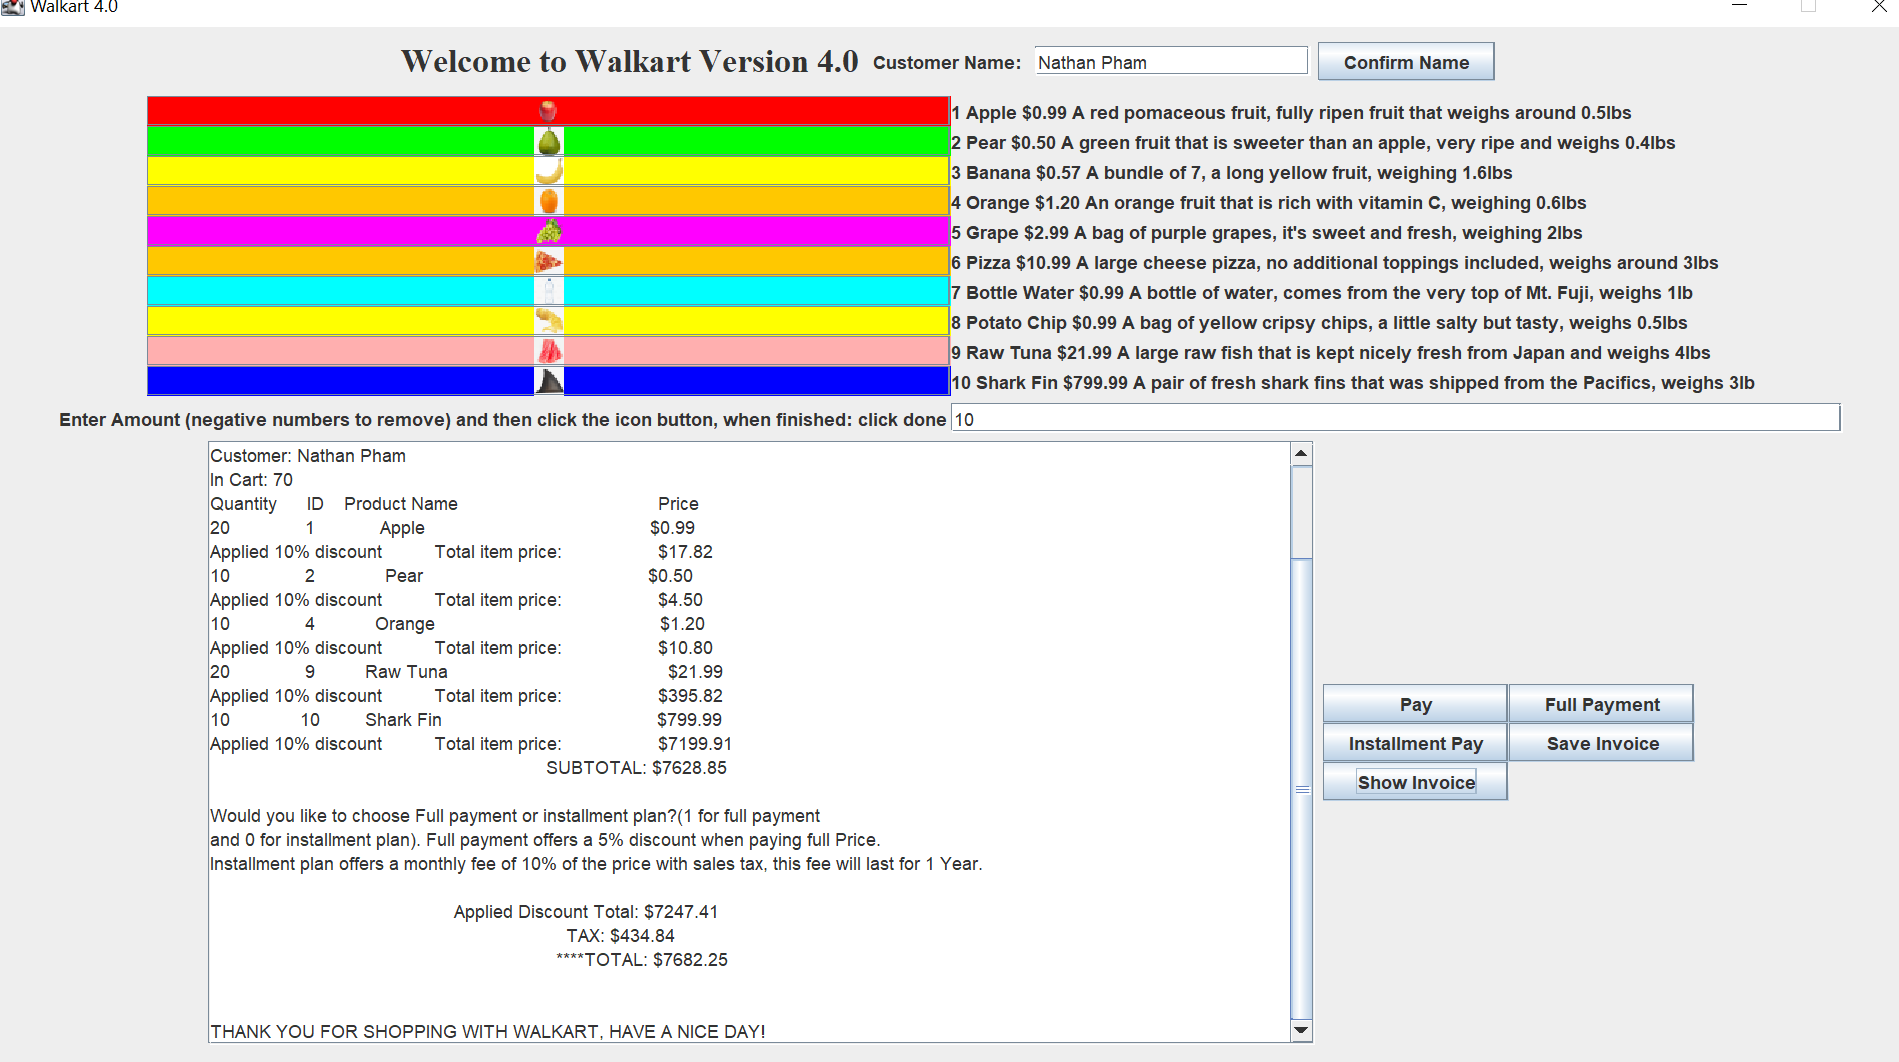 Walkart 4.0
Welcome to Walkart Version 4.0 Customer Name: Nathan Pham Confirm Name
1 Apple $0.99 A red pomaceous fruit, fully ripen fruit that weighs around 0.5lbs
2 Pear $0.50 A green fruit that is sweeter than an apple, very ripe and weighs 0.4lbs
3 Banana $0.57 A bundle of 7, a long yellow fruit, weighing 1.6lbs
4 Orange $1.20 An orange fruit that is rich with vitamin C, weighing 0.6lbs
5 Grape $2.99 A bag of purple grapes, it's sweet and fresh, weighing 2lbs
6 Pizza $10.99 A large cheese pizza, no additional toppings included, weighs around 3lbs
7 Bottle Water $0.99 A bottle of water, comes from the very top of Mt. Fuji, weighs 1lb
8 Potato Chip $0.99 A bag of yellow cripsy chips, a little salty but tasty, weighs 0.5lbs
9 Raw Tuna $21.99 A large raw fish that is kept nicely fresh from Japan and weighs 4lbs
10 Shark Fin $799.99 A pair of fresh shark fins that was shipped from the Pacifics, weighs 3lb
Enter Amount (negative numbers to remove) and then click the icon button, when finished: click done 10
Customer: Nathan Pham
In Cart: 70
Quantity ID Product Name Price
20 1 Apple $0.99
Applied 10% discount Total item price: $17.82
10 2 Pear $0.50
Applied 10% discount Total item price: $4.50
10 4 Orange $1.20
Applied 10% discount Total item price: $10.80
20 9 Raw Tuna $21.99
Applied 10% discount Total item price: $395.82
10 10 Shark Fin $799.99
Applied 10% discount Total item price: $7199.91
SUBTOTAL: $7628.85
Would you like to choose Full payment or installment plan?(1 for full payment
and 0 for installment plan). Full payment offers a 5% discount when paying full Price.
Installment plan offers a monthly fee of 10% of the price with sales tax, this fee will last for 1 Year.
Applied Discount Total: $7247.41
TAX: $434.84
****TOTAL: $7682.25
THANK YOU FOR SHOPPING WITH WALKART, HAVE A NICE DAY!
Pay Full Payment
Installment Pay Save Invoice
Show Invoice